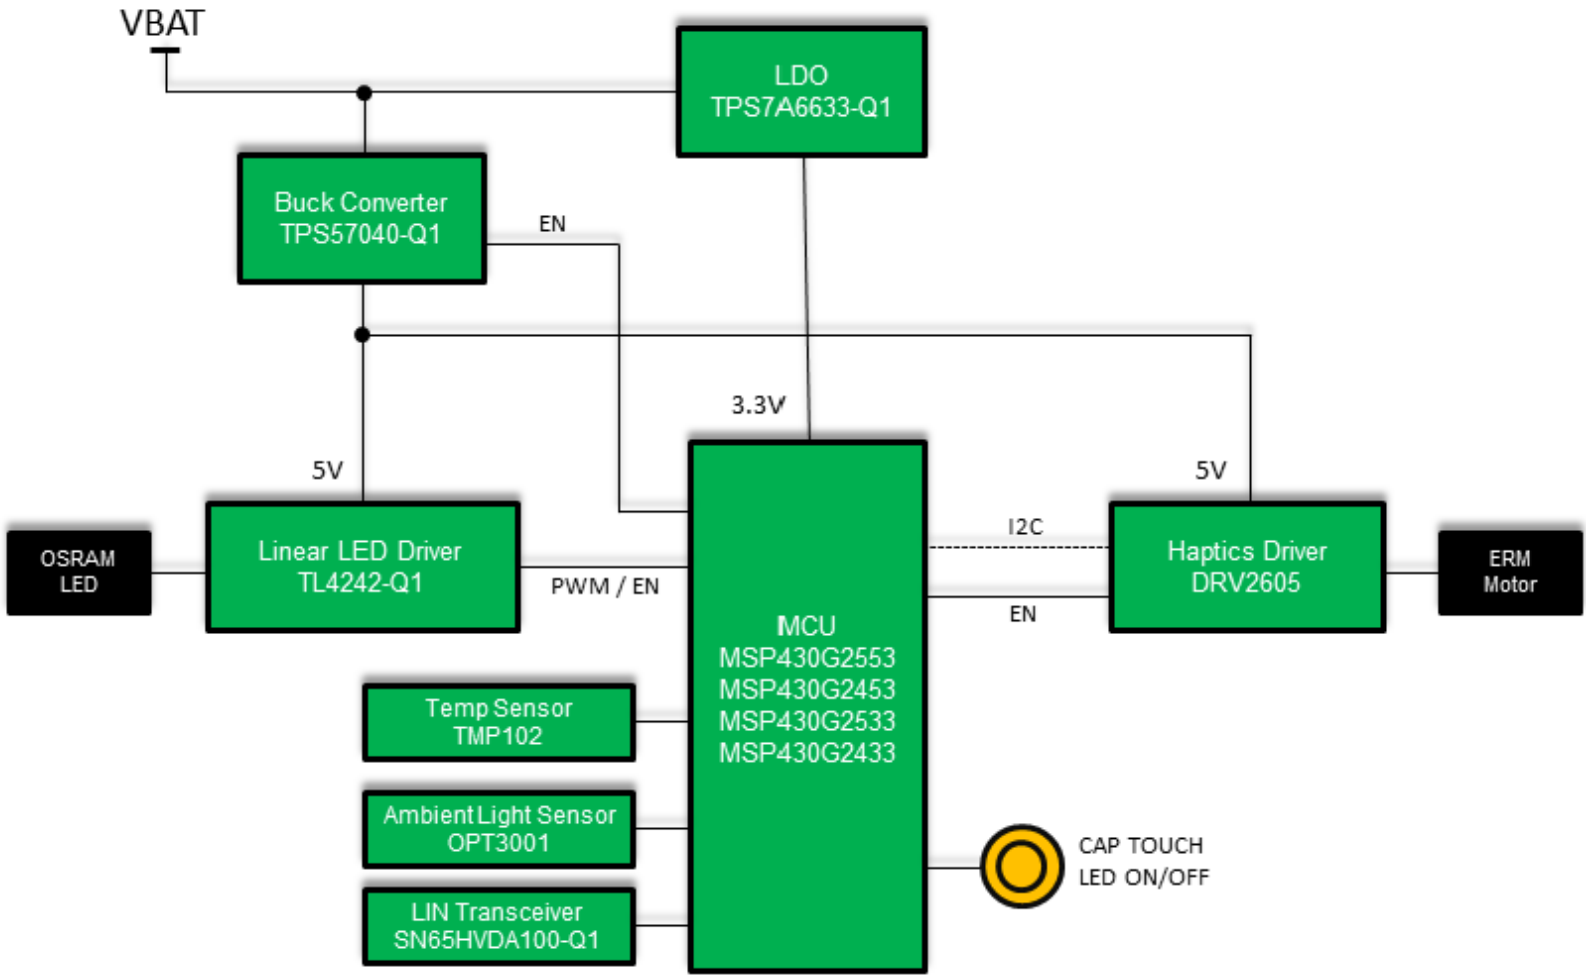 VBAT
LDO
TPS7A6633-Q1
Buck Converter
TPS57040-Q1
EN
3.3V
5V
5V
Linear LED Driver
TL4242-Q1
OSRAM
LED
PWM / EN
I2C
EN
Haptics Driver
DRV2605
ERM
Motor
MCU
MSP430G2553
MSP430G2453
MSP430G2533
MSP430G2433
Temp Sensor
TMP102
Ambient Light Sensor
OPT3001
LIN Transceiver
SN65HVDA100-Q1
CAP TOUCH
LED ON/OFF